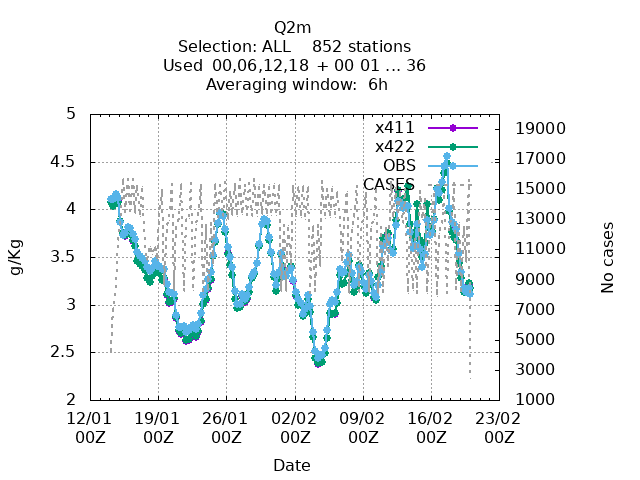 Q2m
Selection: ALL    852 stations
Used  00,06,12,18  + 00 01 ... 36
Averaging window:  6h
5
4.5
4
3.5
3
2.5
2
g/Kg
x411
x422
OBS
CASES
19000
17000
15000
13000
11000
9000
7000
5000
3000
1000
No cases
12/01 19/01 26/01 02/02 09/02 16/02 23/02
00Z 00Z 00Z 00Z 00Z 00Z 00Z
Date